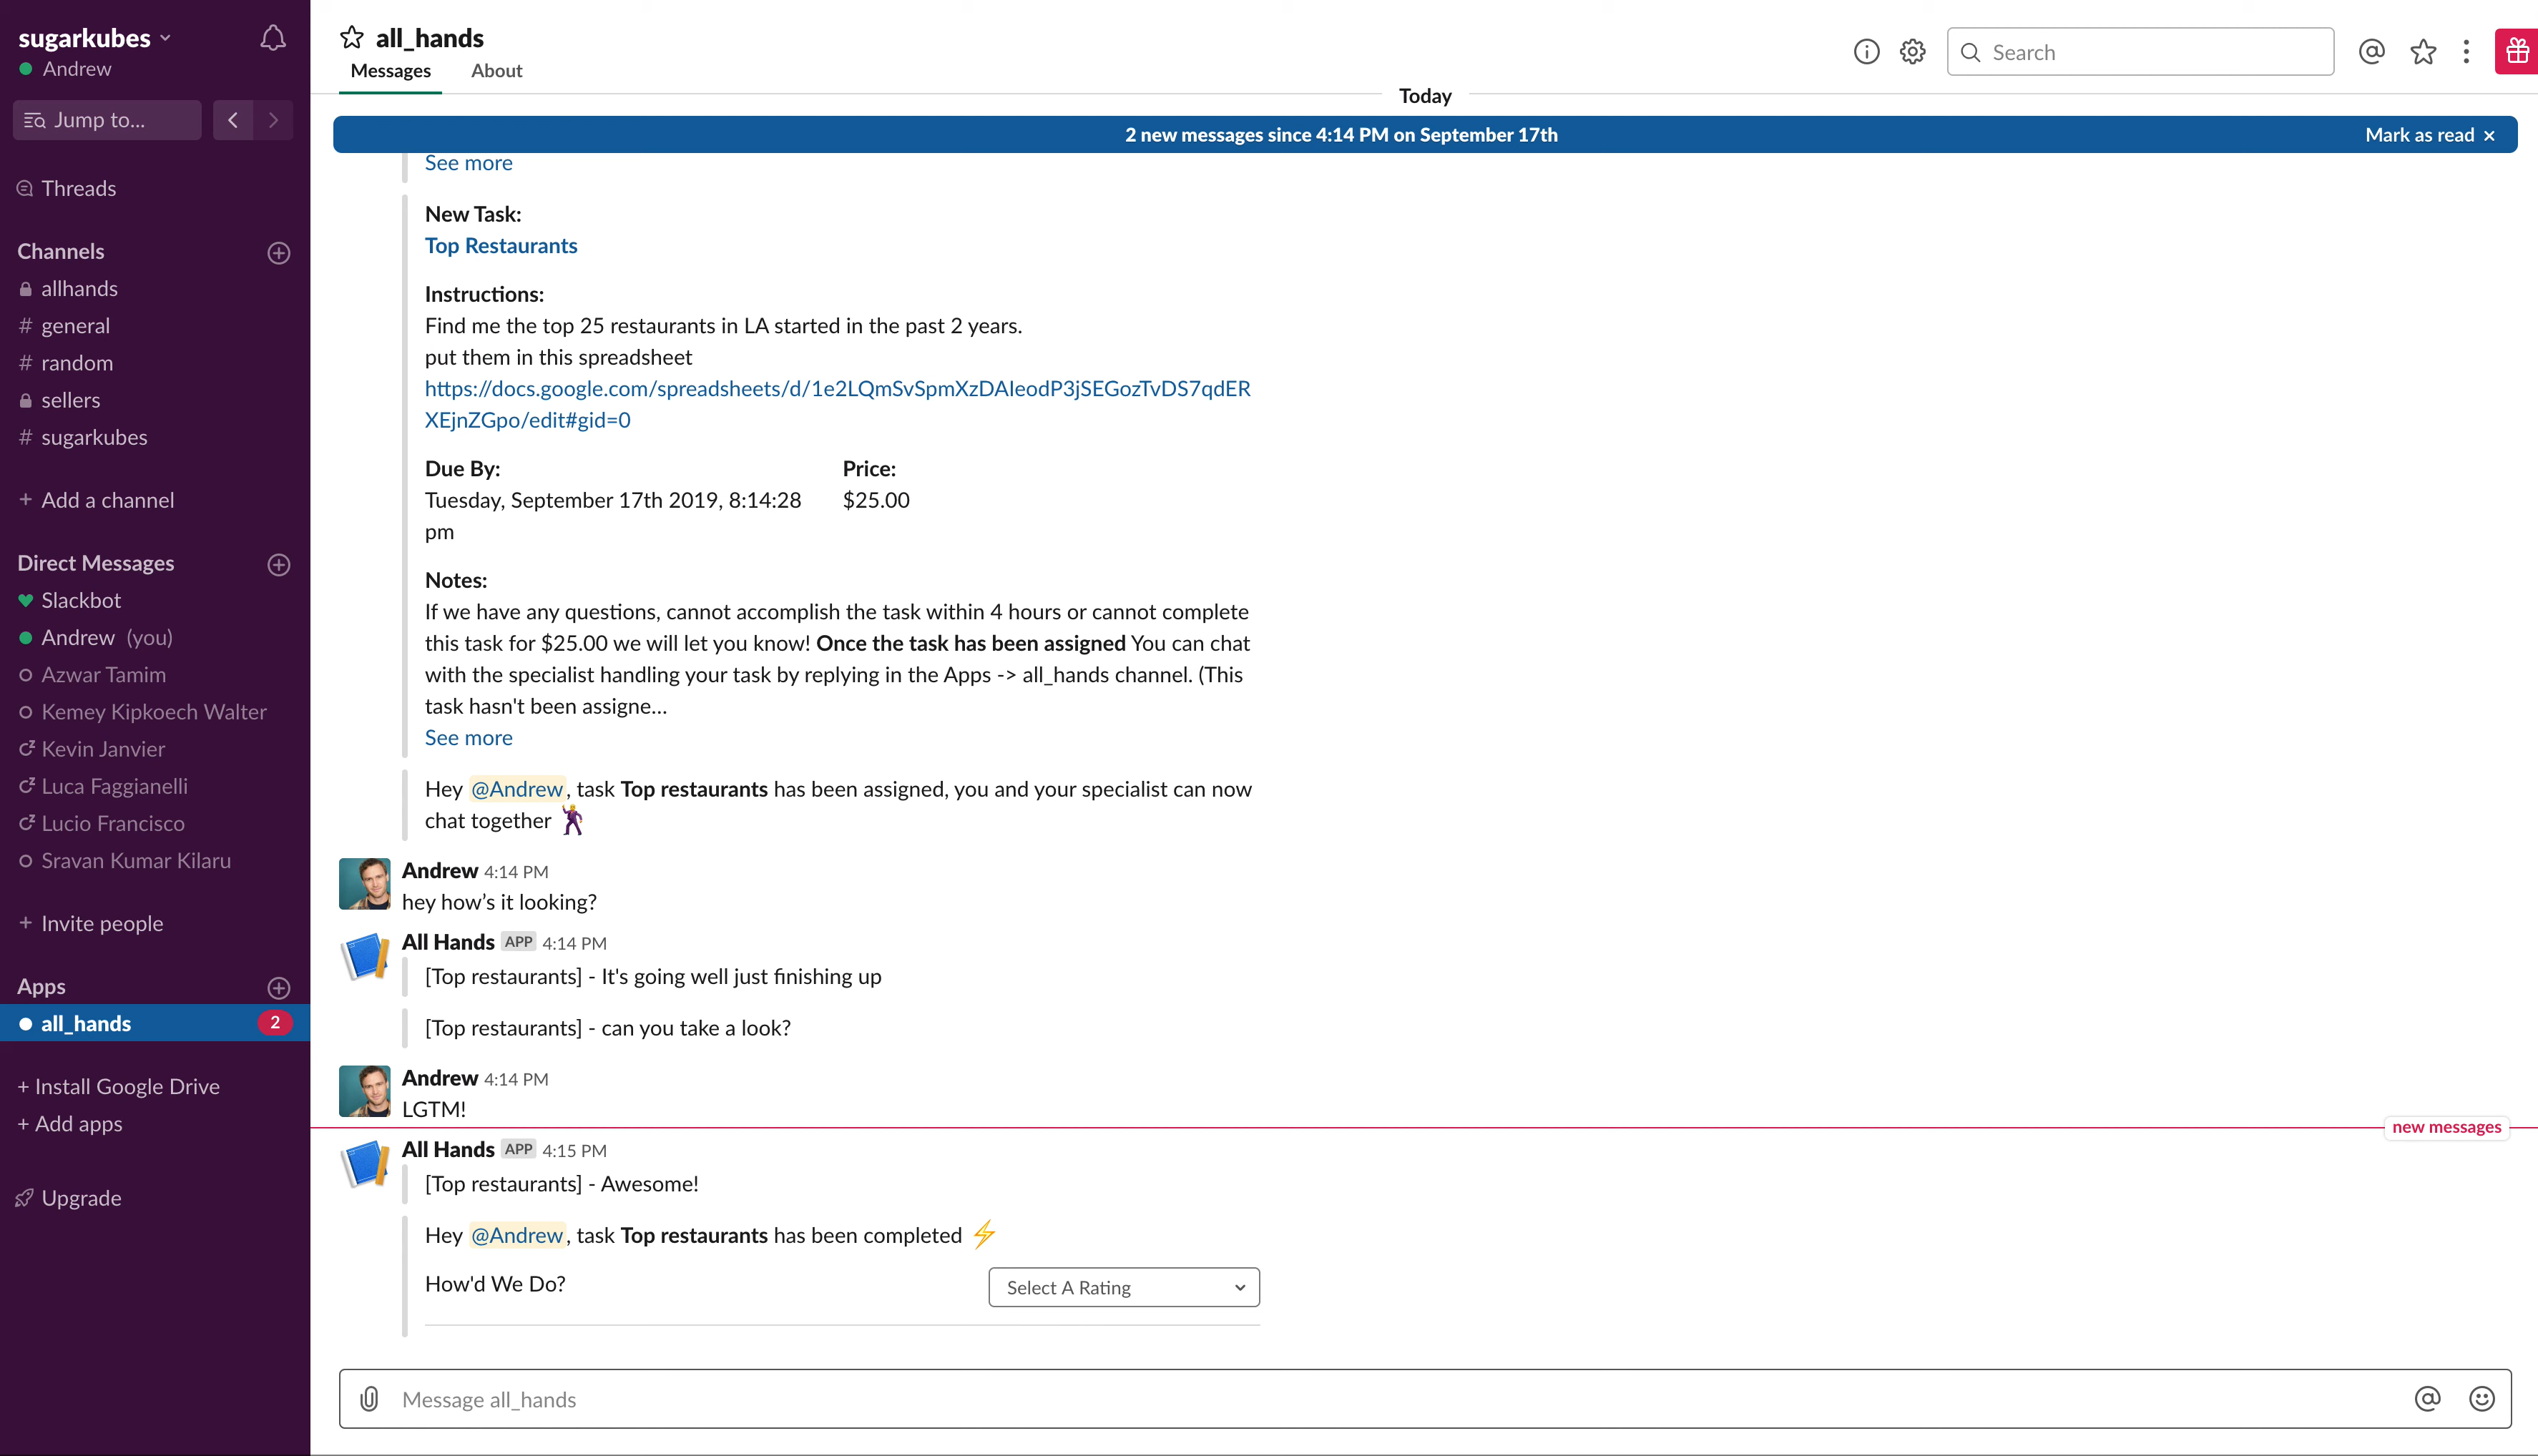 sugarkubes
Andrew
Jump to...
Threads
Channels
allhands
# general
# random
sellers
# sugarkubes
+ Add a channel
Direct Messages
Slackbot
Andrew (you)
Azwar Tamim
Kemey Kipkoech Walter
Kevin Janvier
Luca Faggianelli
Lucio Francisco
Sravan Kumar Kilaru
+ Invite people
Apps
all_hands 2
+ Install Google Drive
+ Add apps
Upgrade
all_hands
Messages About
Search
Today
2 new messages since 4:14 PM on September 17th
Mark as read ×
See more
New Task:
Top Restaurants
Instructions:
Find me the top 25 restaurants in LA started in the past 2 years.
put them in this spreadsheet
https://docs.google.com/spreadsheets/d/1e2LQmSvSpmXzDAIeodP3jSEGozTvDS7qdER
XEjnZGpo/edit#gid=0
Due By: Price:
Tuesday, September 17th 2019, 8:14:28 $25.00
pm
Notes:
If we have any questions, cannot accomplish the task within 4 hours or cannot complete
this task for $25.00 we will let you know! Once the task has been assigned You can chat
with the specialist handling your task by replying in the Apps -> all_hands channel. (This
task hasn't been assigne...
See more
Hey @Andrew, task Top restaurants has been assigned, you and your specialist can now
chat together
Andrew 4:14 PM
hey how’s it looking?
All Hands APP 4:14 PM
[Top restaurants] - It's going well just finishing up
[Top restaurants] - can you take a look?
Andrew 4:14 PM
LGTM!
new messages
All Hands APP 4:15 PM
[Top restaurants] - Awesome!
Hey @Andrew, task Top restaurants has been completed ⚡
How'd We Do? Select A Rating
Message all_hands